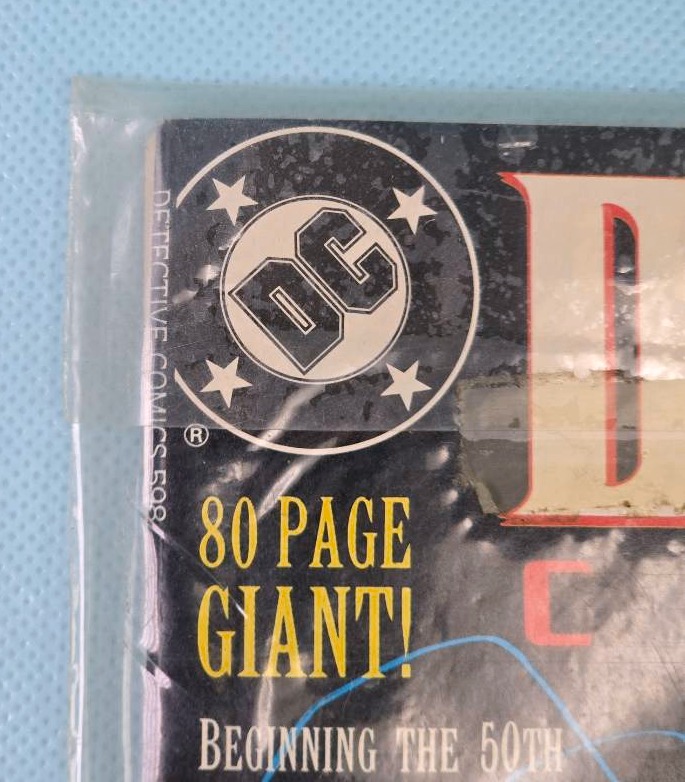 DC
DETECTIVE COMICS 598
D
®
80 PAGE
GIANT!
C
BEGINNING THE 50TH